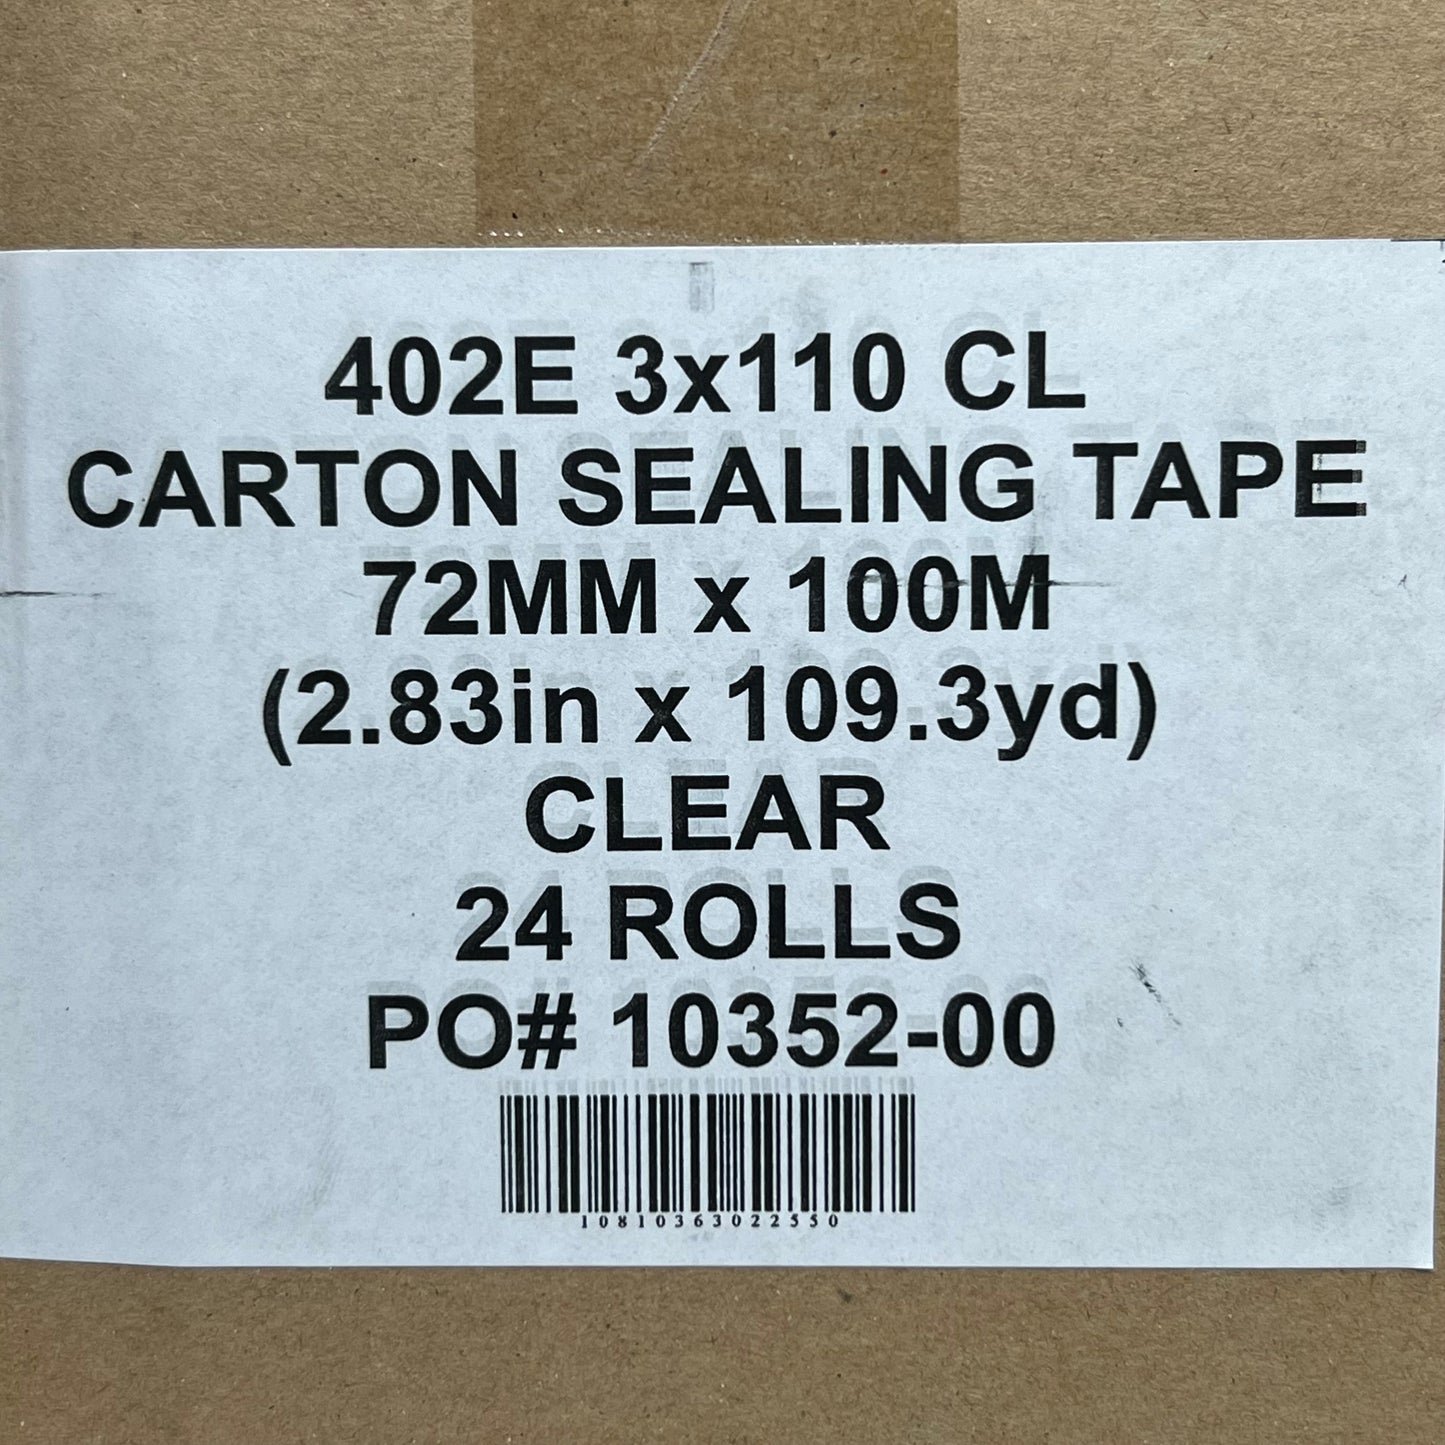 402E 3x110 CL
CARTON SEALING TAPE
72MM x 100M
(2.83in x 109.3yd)
CLEAR
24 ROLLS
PO# 10352-00
10810363022550